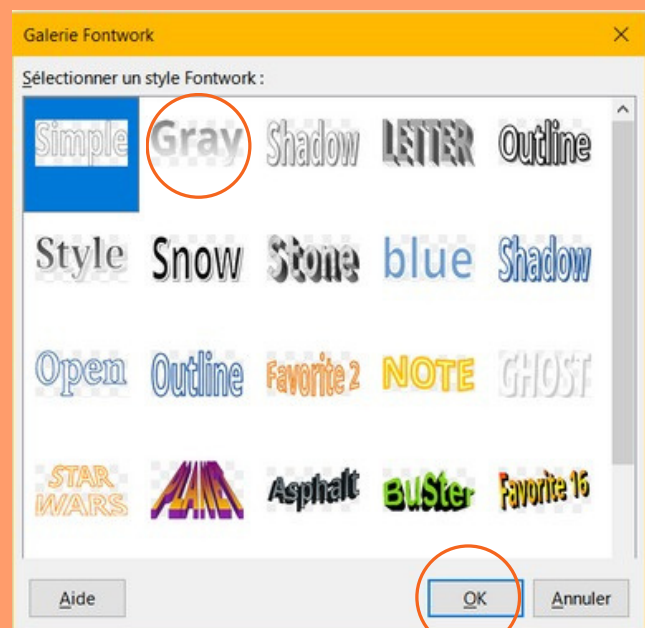 Galerie Fontwork
Sélectionner un style Fontwork :
Simple Gray Shadow LETTER Outline
Style Snow Stone blue Shadow
Open Outline Favorite 2 NOTE GHOST
STAR WARS PLANET Asphalt BUSter Favorite 16
Aide OK Annuler